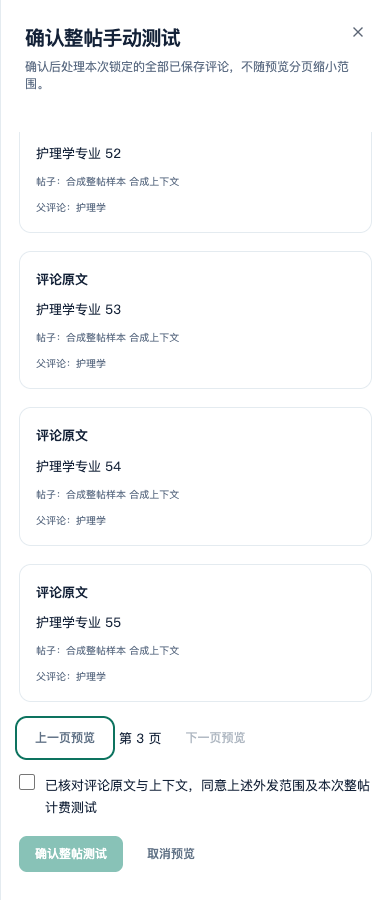 确认整帖手动测试
确认后处理本次锁定的全部已保存评论，不随预览分页缩小范
围。
护理学专业 52
帖子：合成整帖样本 合成上下文
父评论：护理学
评论原文
护理学专业 53
帖子：合成整帖样本 合成上下文
父评论：护理学
评论原文
护理学专业 54
帖子：合成整帖样本 合成上下文
父评论：护理学
评论原文
护理学专业 55
帖子：合成整帖样本 合成上下文
父评论：护理学
上一页预览 第 3 页 下一页预览
已核对评论原文与上下文，同意上述外发范围及本次整帖
计费测试
确认整帖测试 取消预览